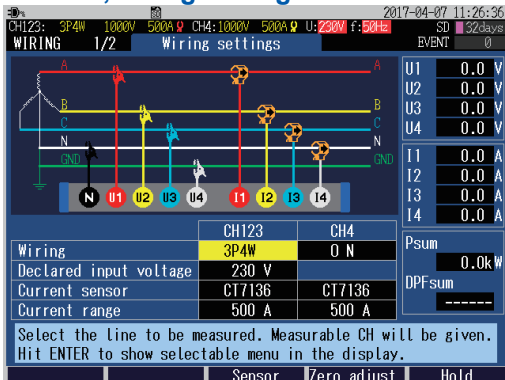 2017-04-07 11:26:36
CH123: 3P4W 1000V 500A CH4:1000V 500A U:230V f:50Hz SD 32days
WIRING 1/2 Wiring settings EVENT 0
A A
B B
C C
N N
GND GND
N U1 U2 U3 U4 I1 I2 I3 I4
U1 0.0 V
U2 0.0 V
U3 0.0 V
U4 0.0 V
I1 0.0 A
I2 0.0 A
I3 0.0 A
I4 0.0 A
Psum
0.0kW
DPFsum
------
CH123 CH4
Wiring 3P4W ON
Declared input voltage 230 V
Current sensor CT7136 CT7136
Current range 500 A 500 A
Select the line to be measured. Measurable CH will be given.
Hit ENTER to show selectable menu in the display.
Sensor Zero adjust Hold